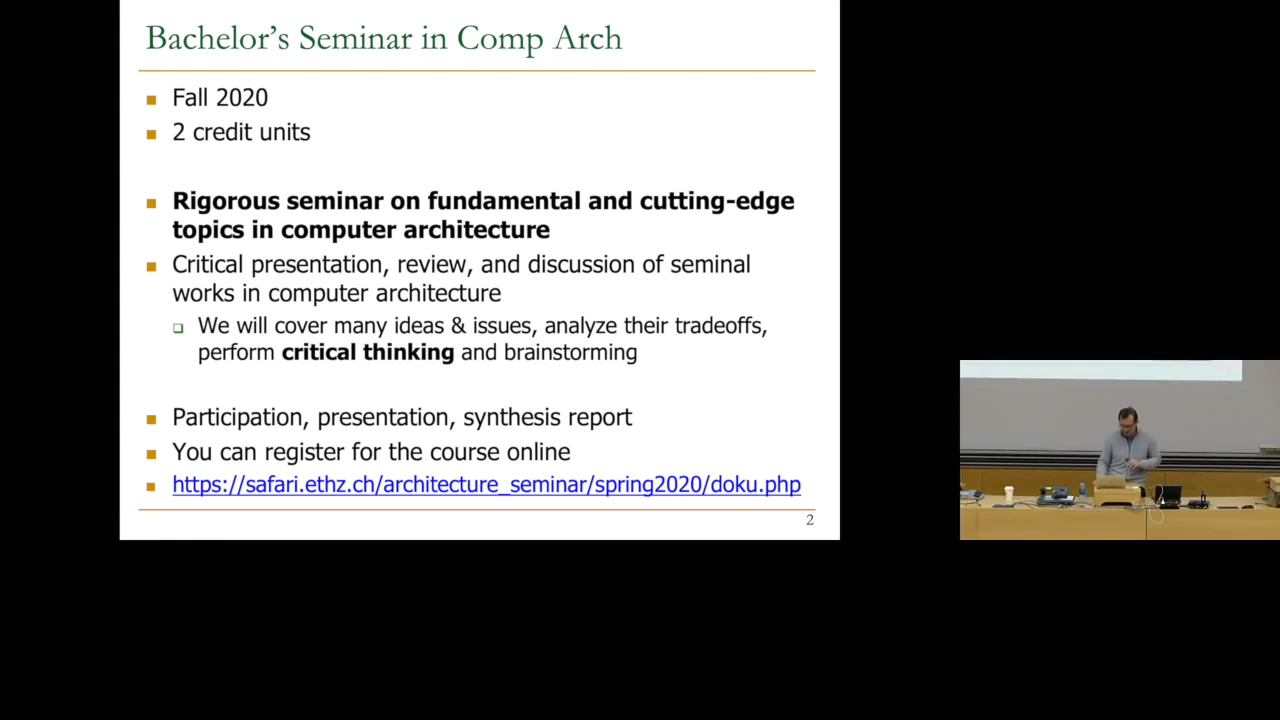 Bachelor's Seminar in Comp Arch
Fall 2020
2 credit units
Rigorous seminar on fundamental and cutting-edge
topics in computer architecture
Critical presentation, review, and discussion of seminal
works in computer architecture
We will cover many ideas & issues, analyze their tradeoffs,
perform critical thinking and brainstorming
Participation, presentation, synthesis report
You can register for the course online
https://safari.ethz.ch/architecture_seminar/spring2020/doku.php
2